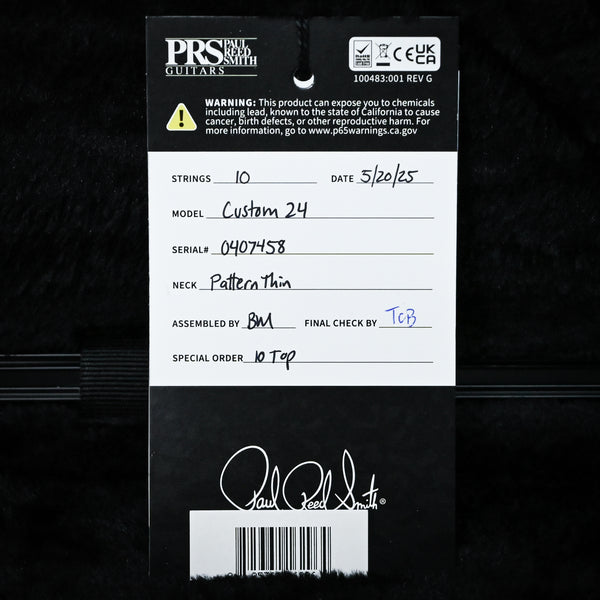 PRS PAUL REED SMITH
GUITARS
CE UK CA
100483:001 REV G
WARNING: This product can expose you to chemicals
including lead, known to the state of California to cause
cancer, birth defects, or other reproductive harm. For
more information, go to www.p65warnings.ca.gov
STRINGS 10 DATE 5/20/25
MODEL Custom 24
SERIAL# 0407458
NECK Pattern Thin
ASSEMBLED BY BM FINAL CHECK BY TCB
SPECIAL ORDER 10 Top
Paul Reed Smith®